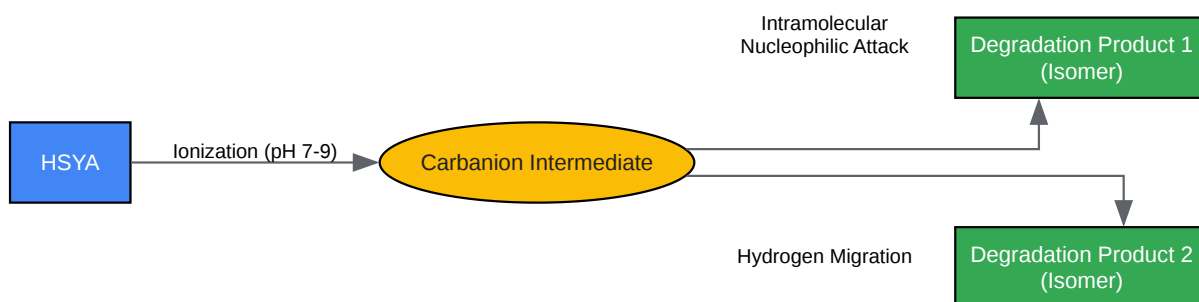 Intramolecular
Nucleophilic Attack
Degradation Product 1
(Isomer)
HSYA
Ionization (pH 7-9)
Carbanion Intermediate
Hydrogen Migration
Degradation Product 2
(Isomer)